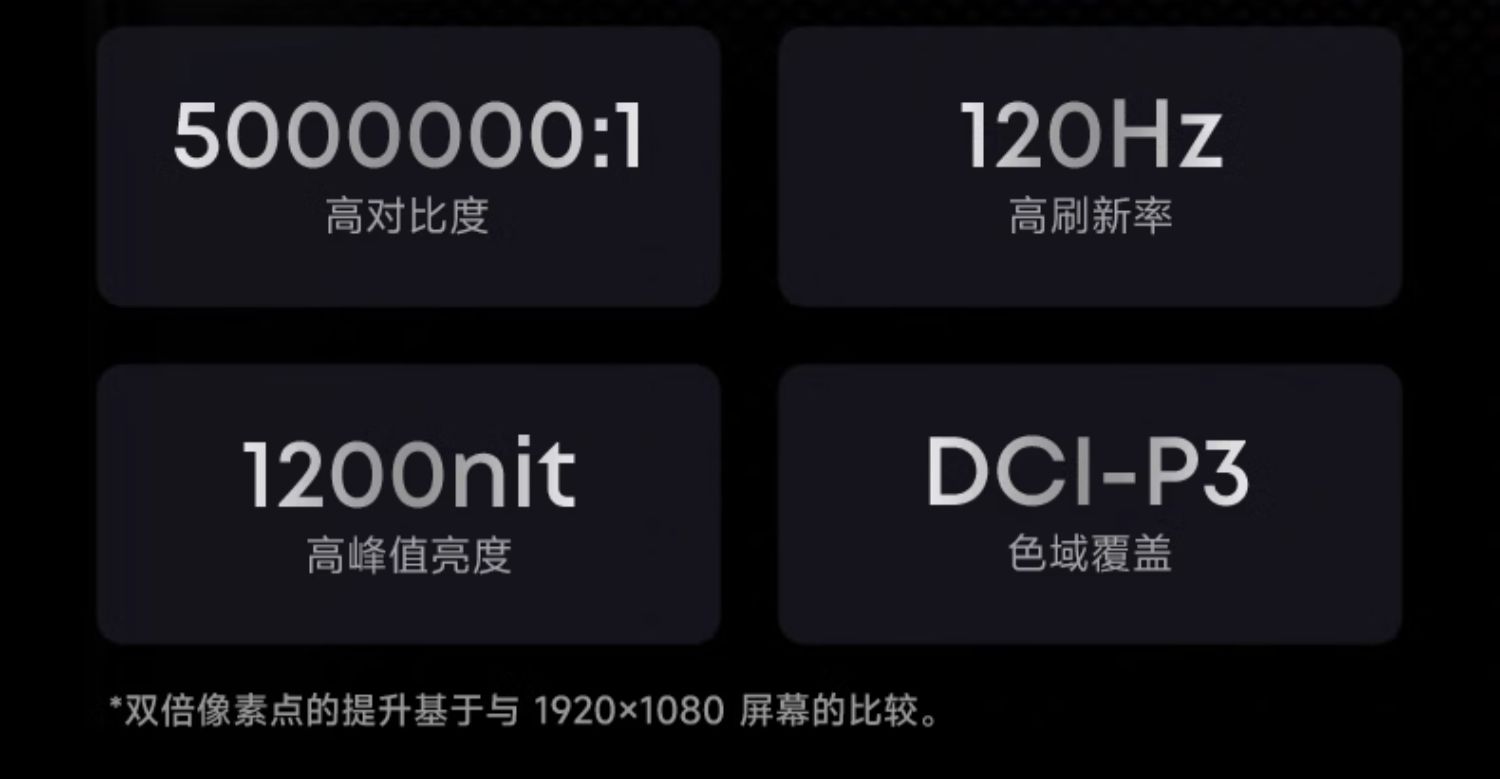 5000000:1
高对比度
120Hz
高刷新率
1200nit
高峰值亮度
DCI-P3
色域覆盖
*双倍像素点的提升基于与 1920×1080 屏幕的比较。